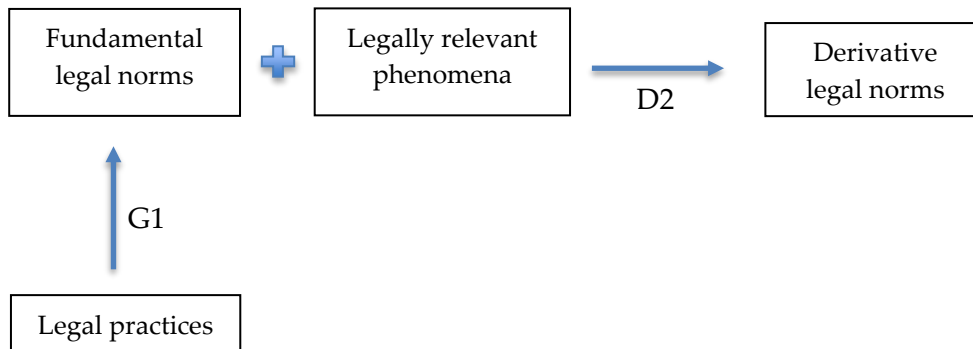 Fundamental
legal norms
Legally relevant
phenomena
D2
Derivative
legal norms
G1
Legal practices